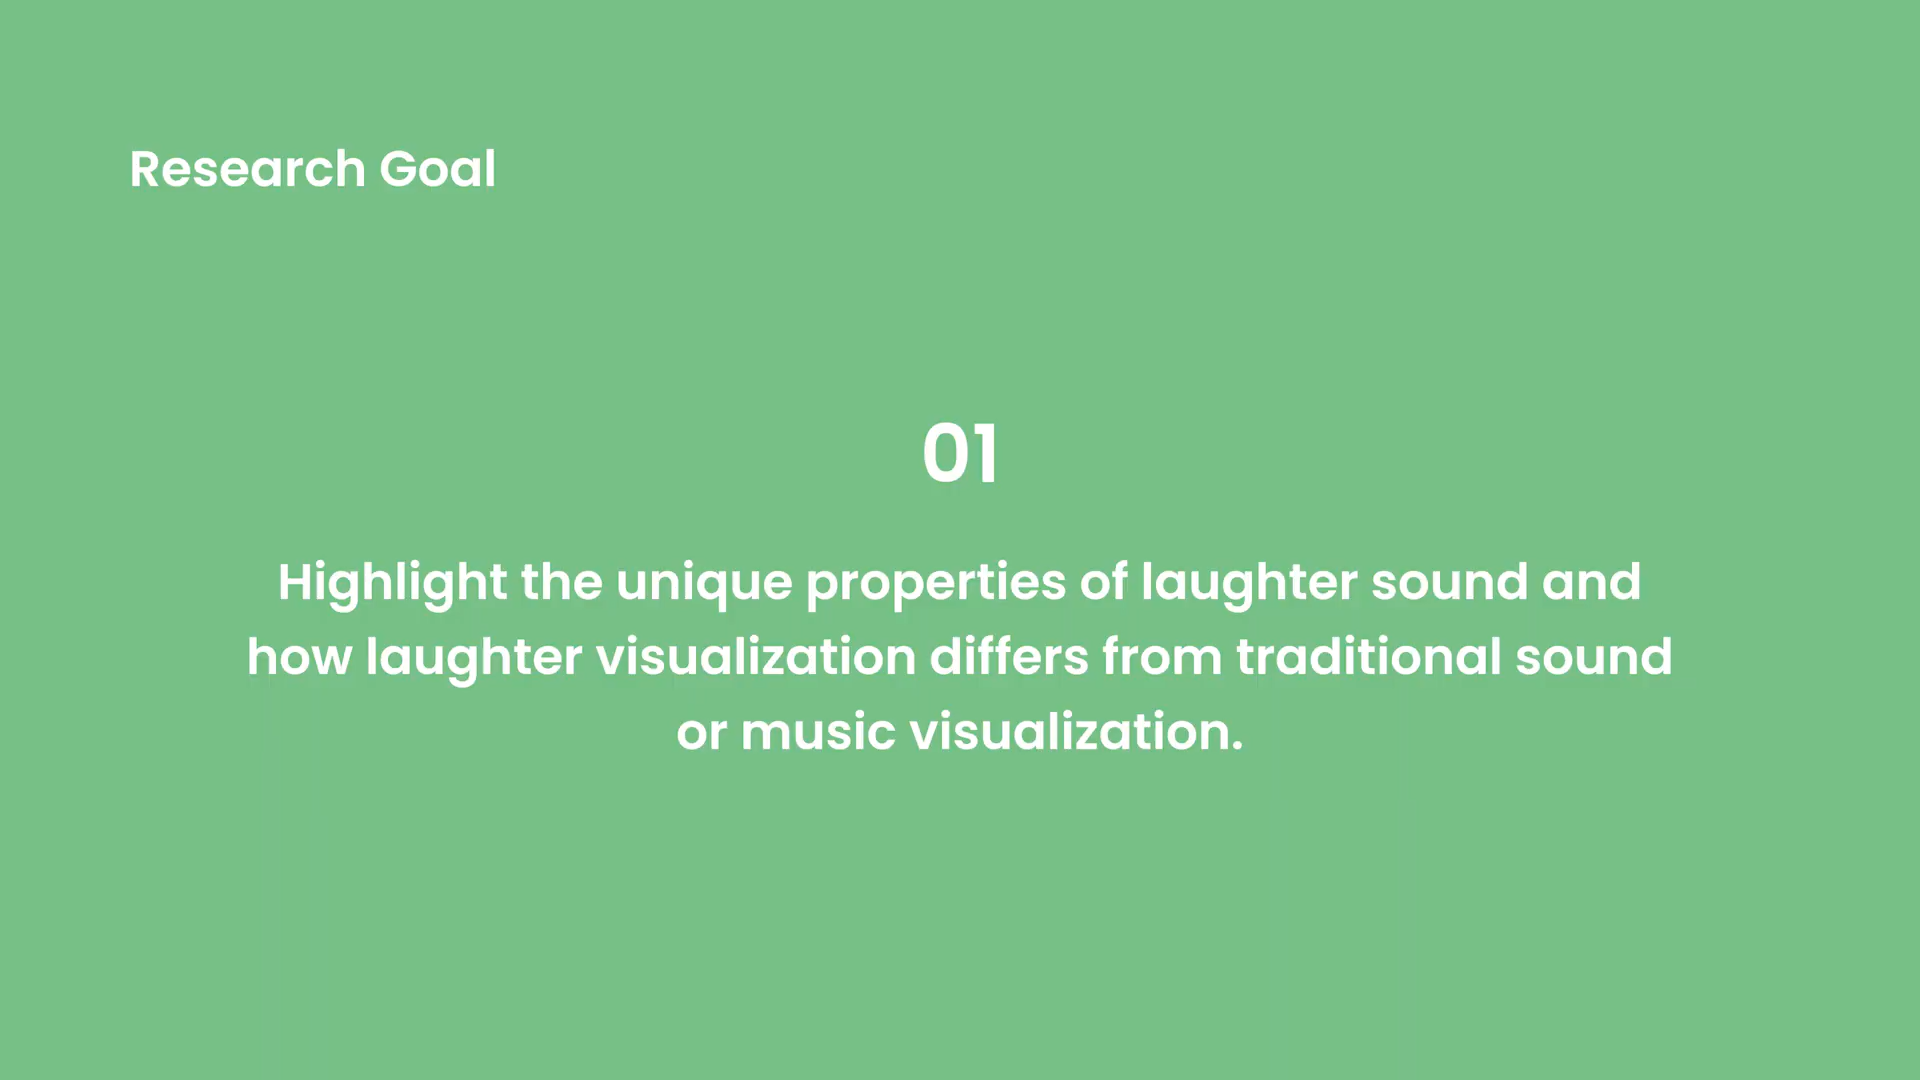 Research Goal
01
Highlight the unique properties of laughter sound and
how laughter visualization differs from traditional sound
or music visualization.